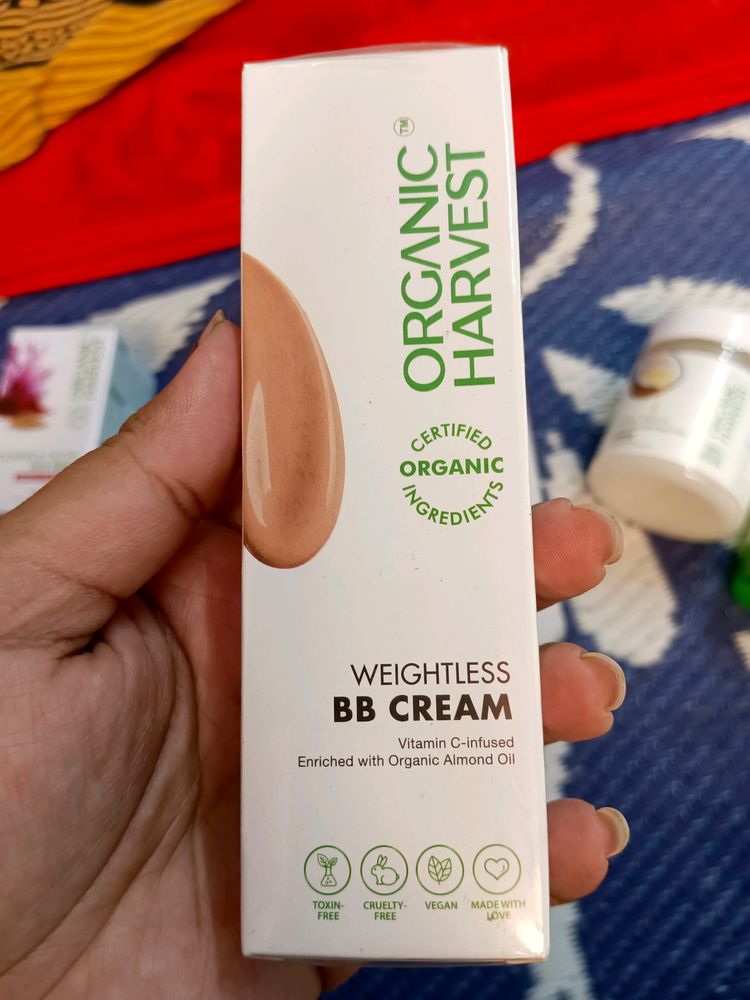 ORGANIC
HARVEST
TM
CERTIFIED
ORGANIC
INGREDIENTS
WEIGHTLESS
BB CREAM
Vitamin C-infused
Enriched with Organic Almond Oil
TOXIN-
FREE
CRUELTY-
FREE
VEGAN
MADE WITH
LOVE